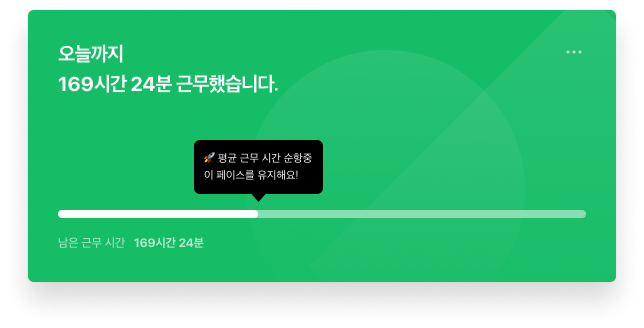 오늘까지
169시간 24분 근무했습니다.
🚀 평균 근무 시간 순항중
이 페이스를 유지해요!
남은 근무 시간 169시간 24분